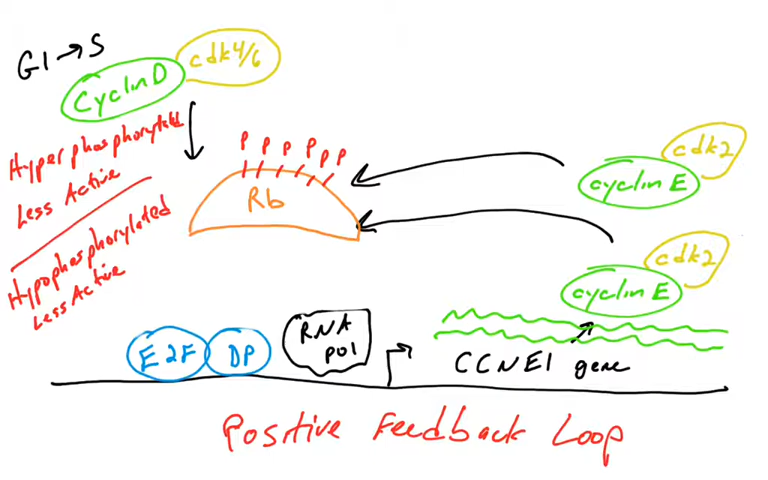 G1 → S
Cyclin D
cdk4/6
Hyperphosphorylated
Less Active
Hypophosphorylated
Less Active
P P P P P P
Rb
cdk2
cyclin E
cdk2
cyclin E
E2F
DP
RNA
pol
CCNE1 gene
Positive Feedback Loop